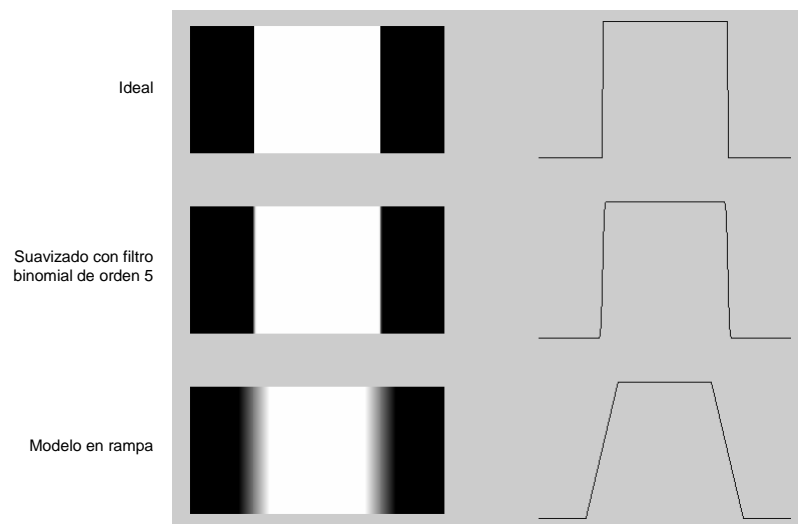 Ideal
Suavizado con filtro
binomial de orden 5
Modelo en rampa